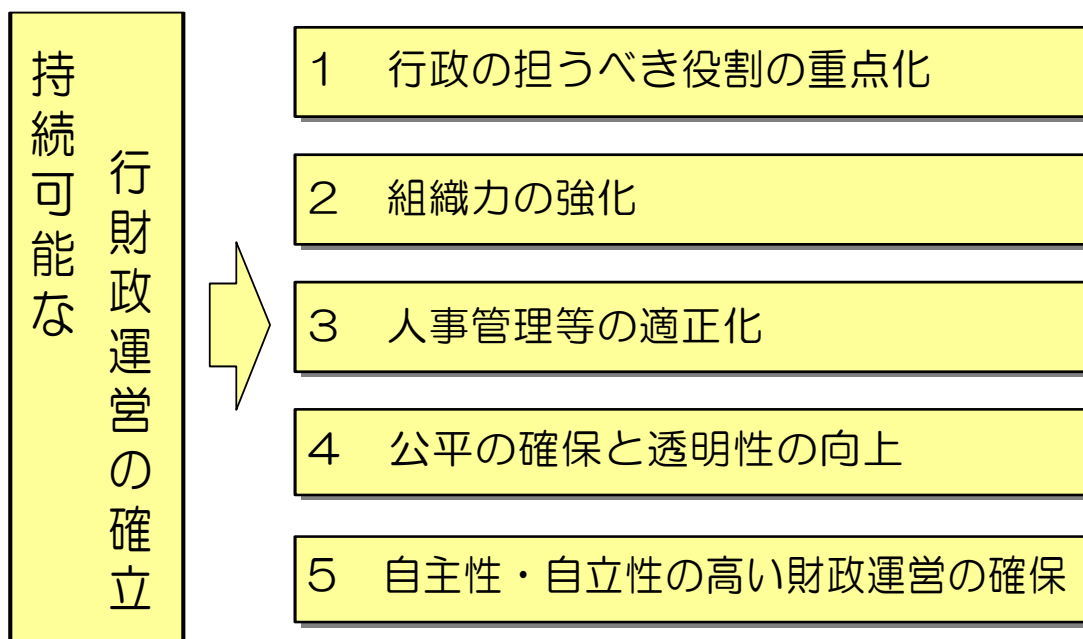 持続可能な
行財政運営の確立
１　行政の担うべき役割の重点化
２　組織力の強化
３　人事管理等の適正化
４　公平の確保と透明性の向上
５　自主性・自立性の高い財政運営の確保